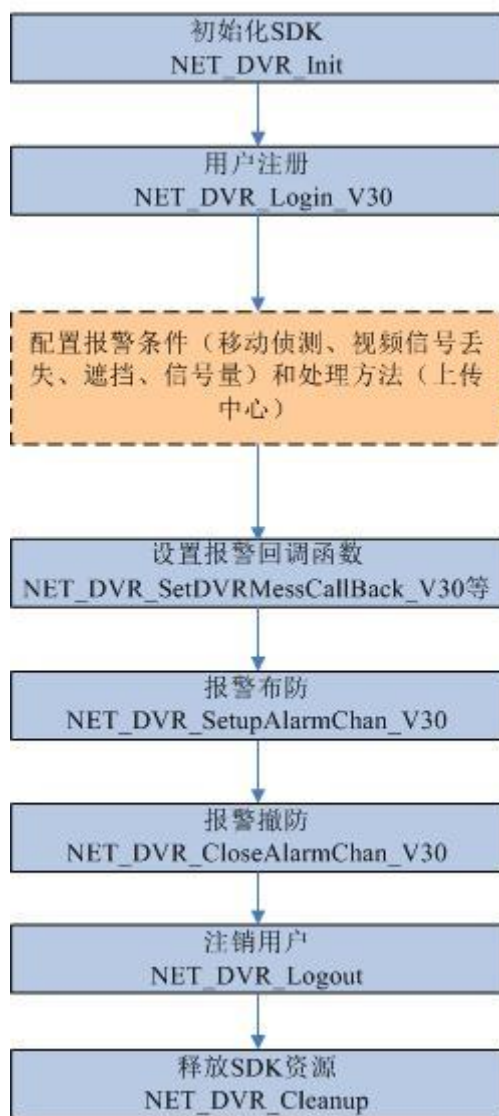 初始化SDK
NET_DVR_Init
用户注册
NET_DVR_Login_V30
配置报警条件（移动侦测、视频信号丢
失、遮挡、信号量）和处理方法（上传
中心）
设置报警回调函数
NET_DVR_SetDVRMessCallBack_V30等
报警布防
NET_DVR_SetupAlarmChan_V30
报警撤防
NET_DVR_CloseAlarmChan_V30
注销用户
NET_DVR_Logout
释放SDK资源
NET_DVR_Cleanup